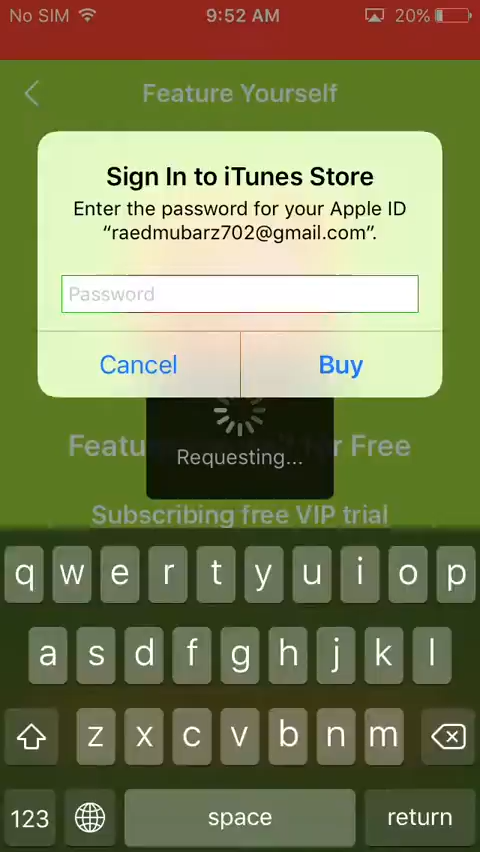 No SIM 9:52 AM 20%
Feature Yourself
Sign In to iTunes Store
Enter the password for your Apple ID
“raedmubarz702@gmail.com”.
Password
Cancel Buy
Requesting...
Featur for Free
Subscribing free VIP trial
q w e r t y u i o p
a s d f g h j k l
z x c v b n m
123 space return